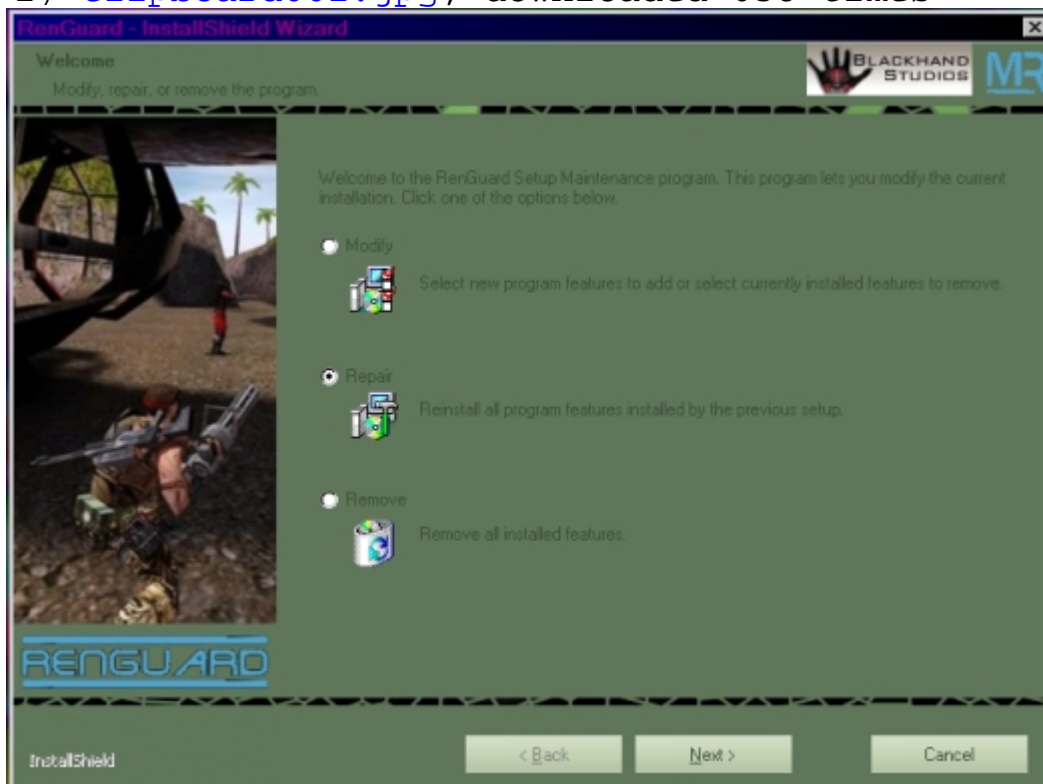 RenGuard - InstallShield Wizard
Welcome
Modify, repair, or remove the program.
BLACKHAND
STUDIOS
MR
Welcome to the RenGuard Setup Maintenance program. This program lets you modify the current
installation. Click one of the options below.
Modify
Select new program features to add or select currently installed features to remove.
Repair
Reinstall all program features installed by the previous setup.
Remove
Remove all installed features.
RENGUARD
InstallShield
< Back
Next >
Cancel